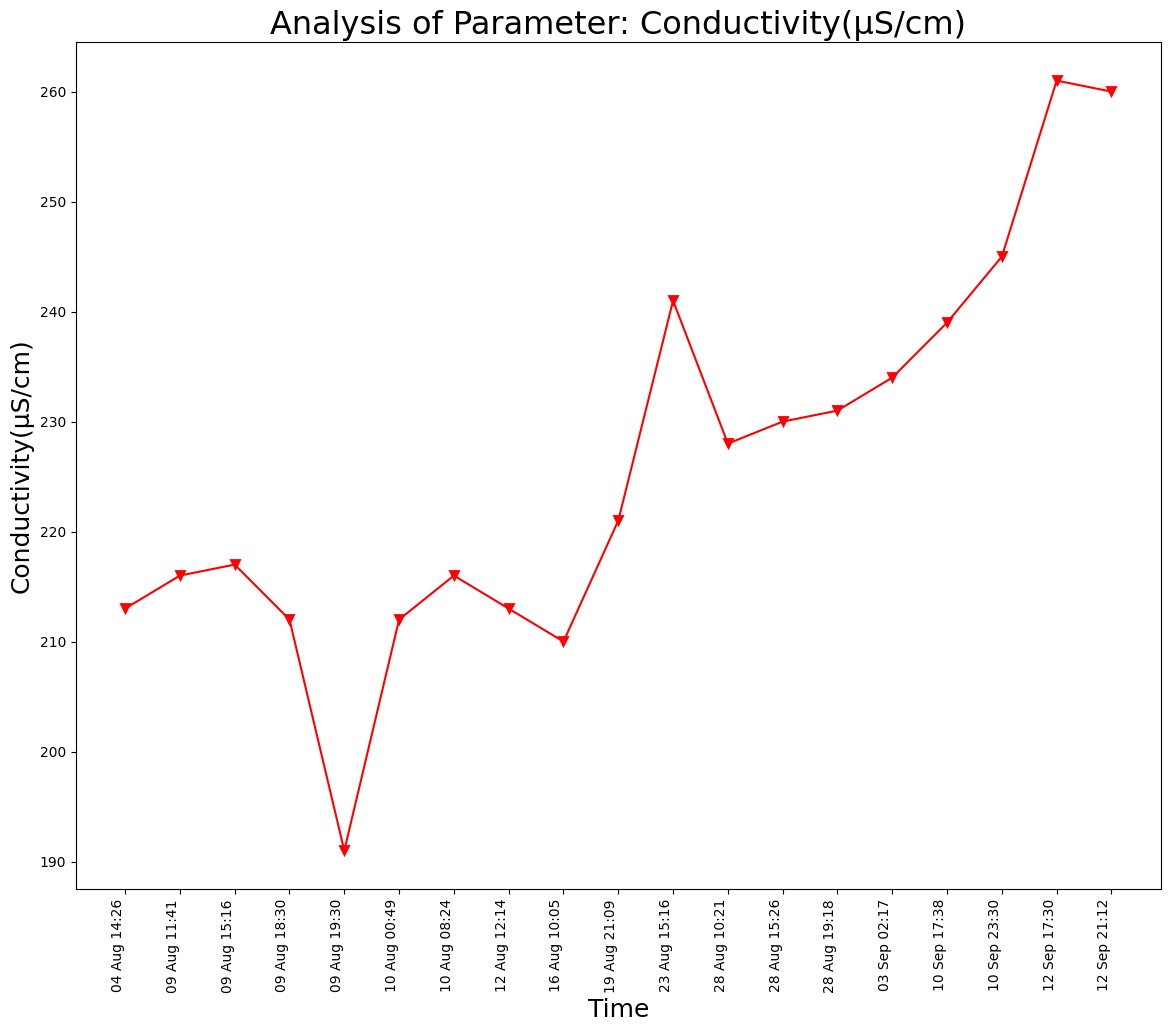 Analysis of Parameter: Conductivity(μS/cm)
Conductivity(μS/cm)
260
250
240
230
220
210
200
190
04 Aug 14:26
09 Aug 11:41
09 Aug 15:16
09 Aug 18:30
09 Aug 19:30
10 Aug 00:49
10 Aug 08:24
12 Aug 12:14
16 Aug 10:05
19 Aug 21:09
23 Aug 15:16
28 Aug 10:21
28 Aug 15:26
28 Aug 19:18
03 Sep 02:17
10 Sep 17:38
10 Sep 23:30
12 Sep 17:30
12 Sep 21:12
Time